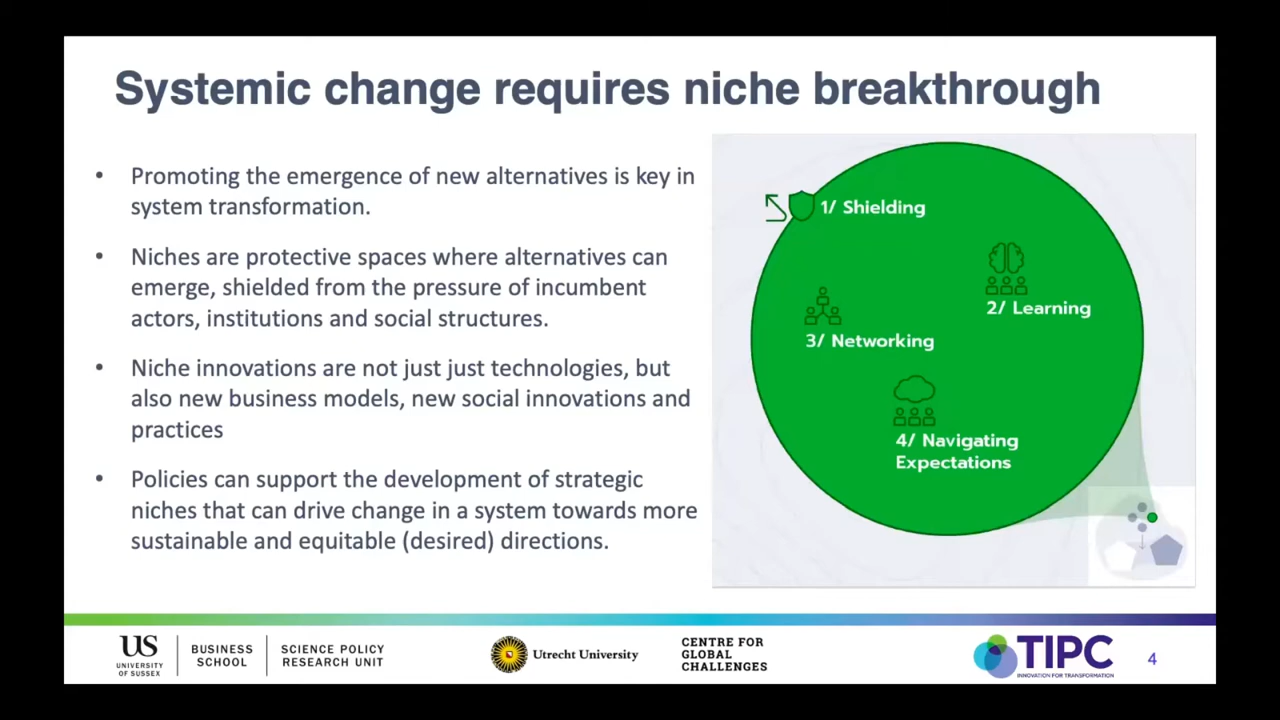 Systemic change requires niche breakthrough
• Promoting the emergence of new alternatives is key in
system transformation.
• Niches are protective spaces where alternatives can
emerge, shielded from the pressure of incumbent
actors, institutions and social structures.
• Niche innovations are not just just technologies, but
also new business models, new social innovations and
practices
• Policies can support the development of strategic
niches that can drive change in a system towards more
sustainable and equitable (desired) directions.
1/ Shielding
2/ Learning
3/ Networking
4/ Navigating
Expectations
US
UNIVERSITY
OF SUSSEX
BUSINESS
SCHOOL
SCIENCE POLICY
RESEARCH UNIT
Utrecht University
CENTRE FOR
GLOBAL
CHALLENGES
TIPC
INNOVATION FOR TRANSFORMATION
4